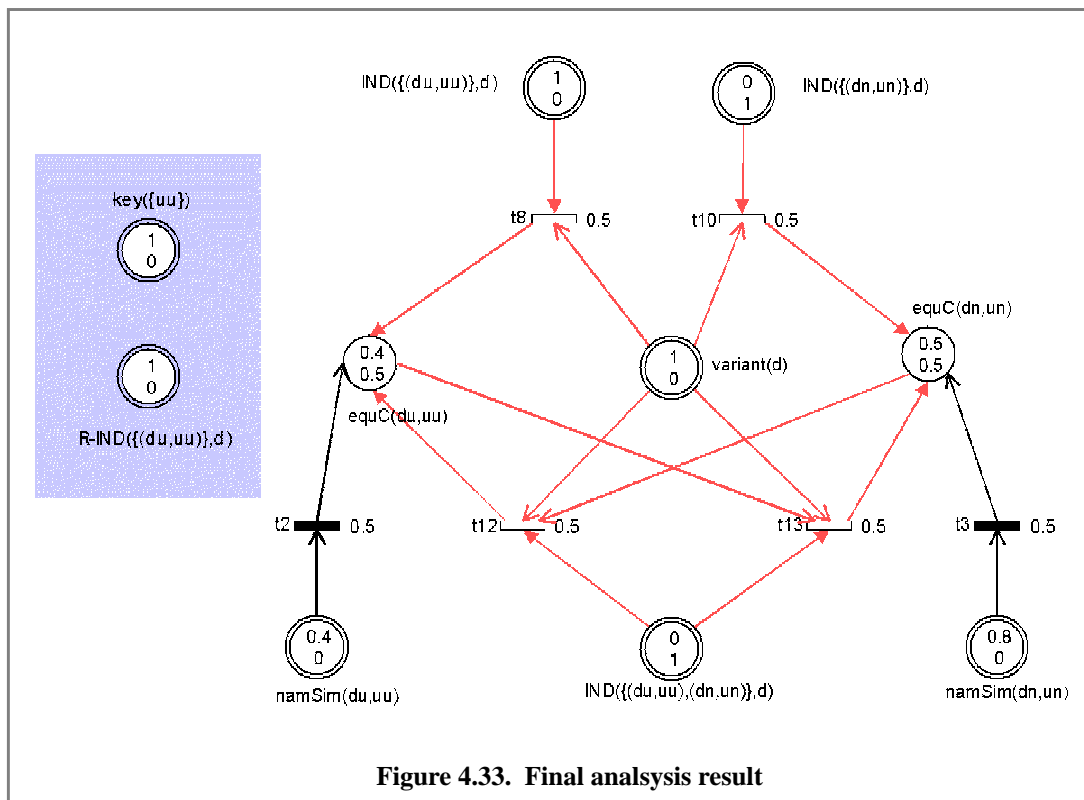 IND({(du,uu)},d)
1
0
0
1
IND({(dn,un)}.d)
key({uu})
1
0
t8
0.5
t10
0.5
equC(dn,un)
0.4
0.5
equC(du,uu)
1
0
variant(d)
0.5
0.5
1
0
R-IND({(du,uu)},d)
t2
0.5
t12
0.5
t13
0.5
t3
0.5
0.4
0
namSim(du,uu)
0
1
IND({(du,uu),(dn,un)},d)
0.8
0
namSim(dn,un)
Figure 4.33. Final analsysis result